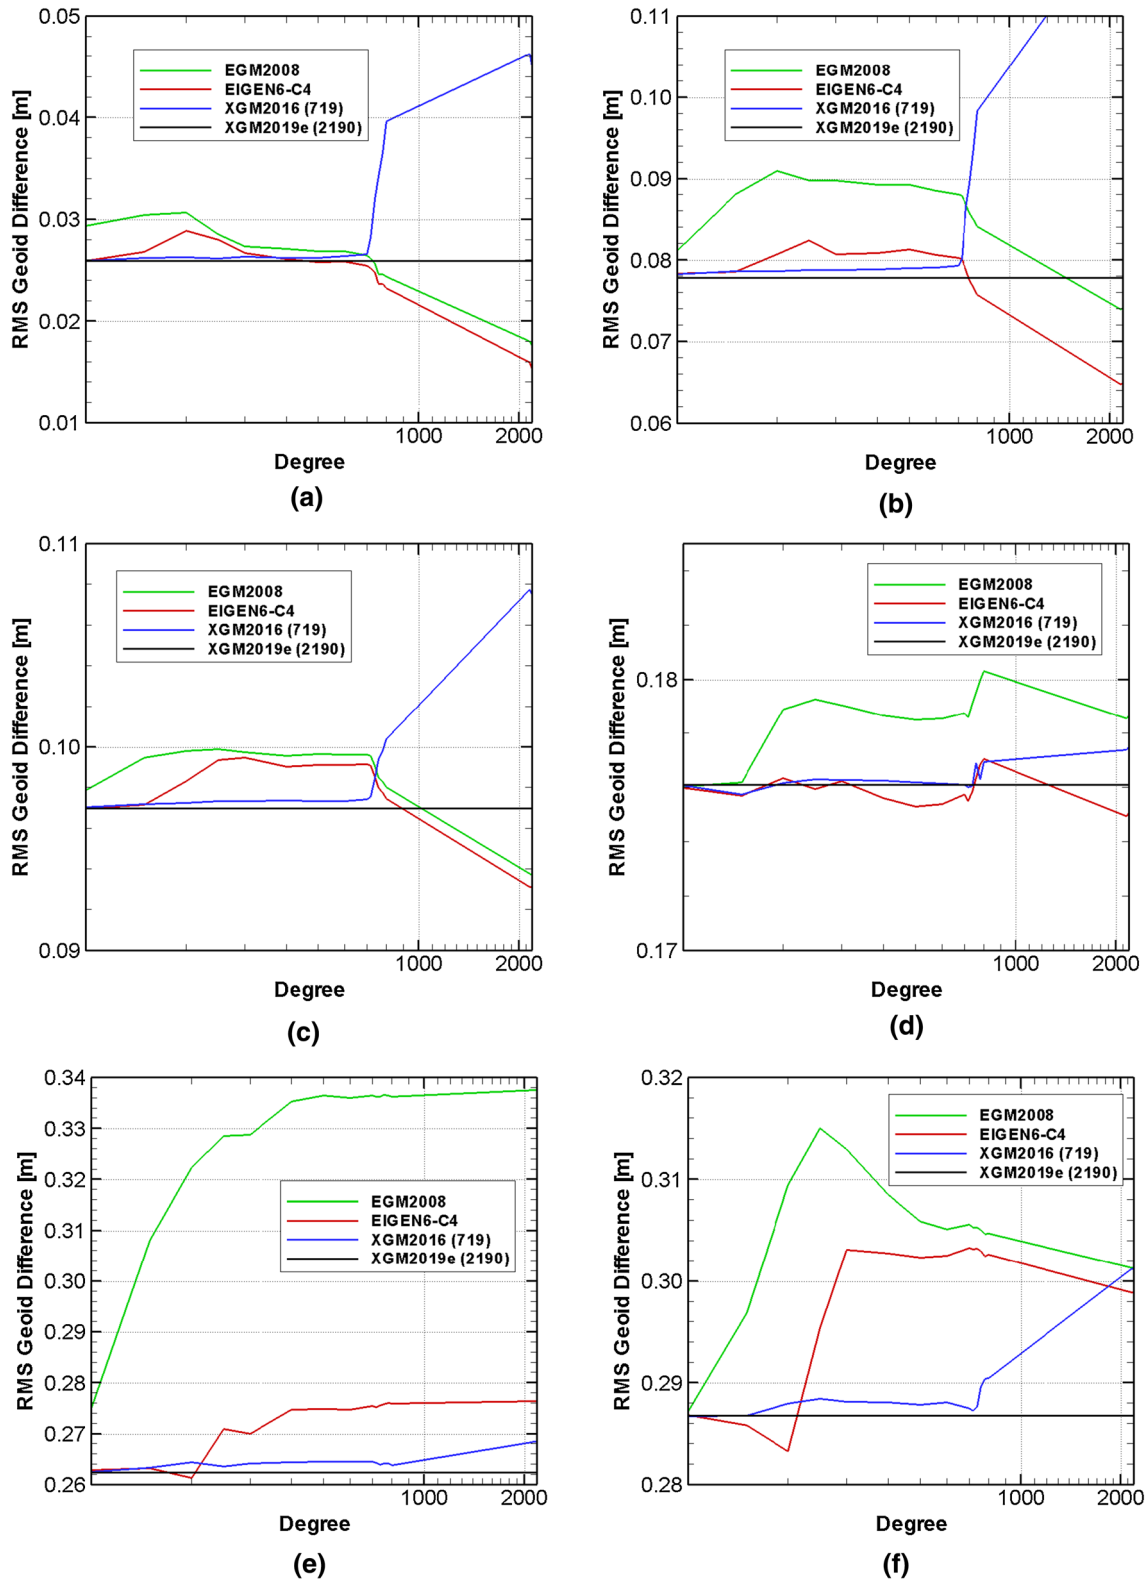 0.05
0.04
0.03
0.02
0.01
RMS Geoid Difference [m]
EGM2008
EIGEN6-C4
XGM2016 (719)
XGM2019e (2190)
1000
2000
Degree
(a)
0.11
0.10
0.09
0.08
0.07
0.06
RMS Geoid Difference [m]
EGM2008
EIGEN6-C4
XGM2016 (719)
XGM2019e (2190)
1000
2000
Degree
(b)
0.11
0.10
0.09
RMS Geoid Difference [m]
EGM2008
EIGEN6-C4
XGM2016 (719)
XGM2019e (2190)
1000
2000
Degree
(c)
0.18
0.17
RMS Geoid Difference [m]
EGM2008
EIGEN6-C4
XGM2016 (719)
XGM2019e (2190)
1000
2000
Degree
(d)
0.34
0.33
0.32
0.31
0.30
0.29
0.28
0.27
0.26
RMS Geoid Difference [m]
EGM2008
EIGEN6-C4
XGM2016 (719)
XGM2019e (2190)
1000
2000
Degree
(e)
0.32
0.31
0.30
0.29
0.28
RMS Geoid Difference [m]
EGM2008
EIGEN6-C4
XGM2016 (719)
XGM2019e (2190)
1000
2000
Degree
(f)